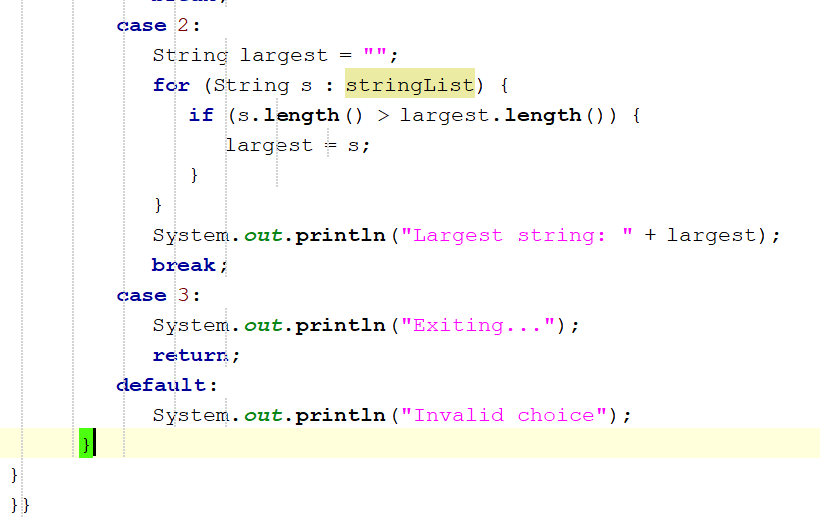 break;
case 2:
String largest = "";
for (String s : stringList) {
if (s.length() > largest.length()) {
largest = s;
}
}
System.out.println("Largest string: " + largest);
break;
case 3:
System.out.println("Exiting...");
return;
default:
System.out.println("Invalid choice");
}
}
}}